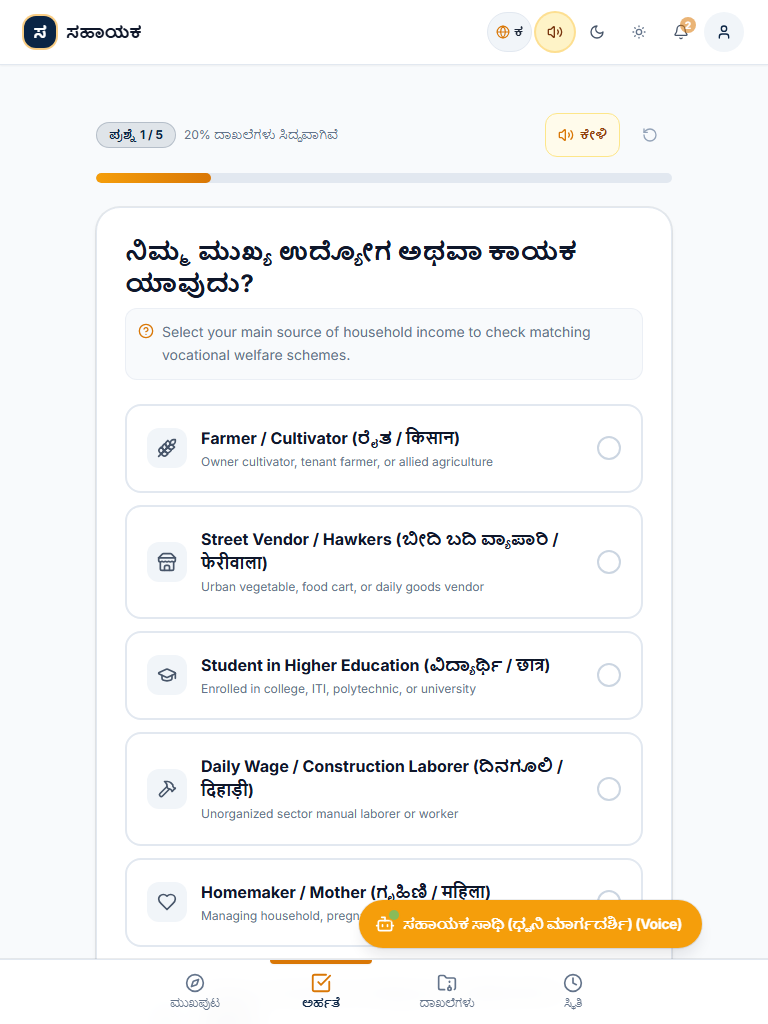 ಸ ಸಹಾಯಕ ಕ 2
ಪ್ರಶ್ನೆ 1 / 5 20% ದಾಖಲೆಗಳು ಸಿದ್ಧವಾಗಿವೆ ಕೇಳಿ
ನಿಮ್ಮ ಮುಖ್ಯ ಉದ್ಯೋಗ ಅಥವಾ ಕಾಯಕ
ಯಾವುದು?
Select your main source of household income to check matching
vocational welfare schemes.
Farmer / Cultivator (ರೈತ / किसान)
Owner cultivator, tenant farmer, or allied agriculture
Street Vendor / Hawkers (ಬೀದಿ ಬದಿ ವ್ಯಾಪಾರಿ /
फेरीवाला)
Urban vegetable, food cart, or daily goods vendor
Student in Higher Education (ವಿದ್ಯಾರ್ಥಿ / छात्र)
Enrolled in college, ITI, polytechnic, or university
Daily Wage / Construction Laborer (ದಿನಗೂಲಿ /
दिहाड़ी)
Unorganized sector manual laborer or worker
Homemaker / Mother (ಗೃಹಿಣಿ / महिला)
Managing household, pregn
ಸಹಾಯಕ ಸಾಥಿ (ಧ್ವನಿ ಮಾರ್ಗದರ್ಶಿ) (Voice)
ಮುಖಪುಟ ಅರ್ಹತೆ ದಾಖಲೆಗಳು ಸ್ಥಿತಿ